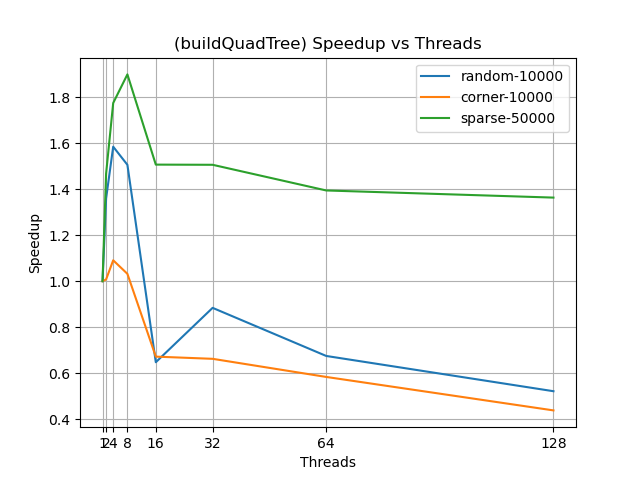 (buildQuadTree) Speedup vs Threads
random-10000
corner-10000
sparse-50000
Speedup
1.8
1.6
1.4
1.2
1.0
0.8
0.6
0.4
1 2 4 8 16 32 64 128
Threads